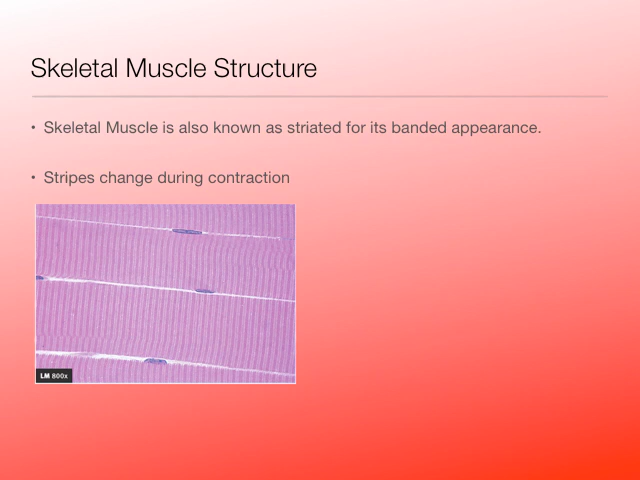 Skeletal Muscle Structure
• Skeletal Muscle is also known as striated for its banded appearance.
• Stripes change during contraction
LM 800x